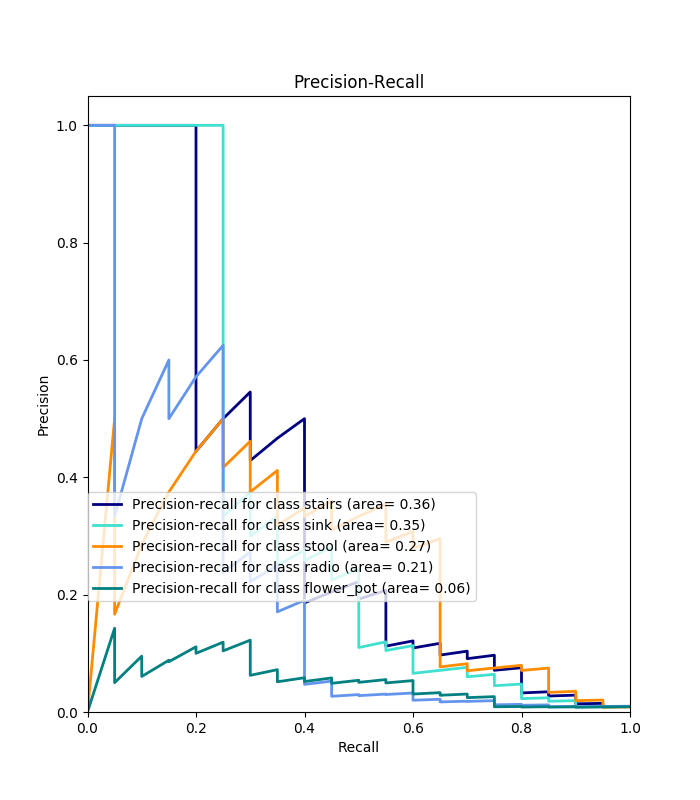 Precision-Recall
1.0
0.8
0.6
0.4
0.2
0.0
Precision
Precision-recall for class stairs (area= 0.36)
Precision-recall for class sink (area= 0.35)
Precision-recall for class stool (area= 0.27)
Precision-recall for class radio (area= 0.21)
Precision-recall for class flower_pot (area= 0.06)
0.0 0.2 0.4 0.6 0.8 1.0
Recall